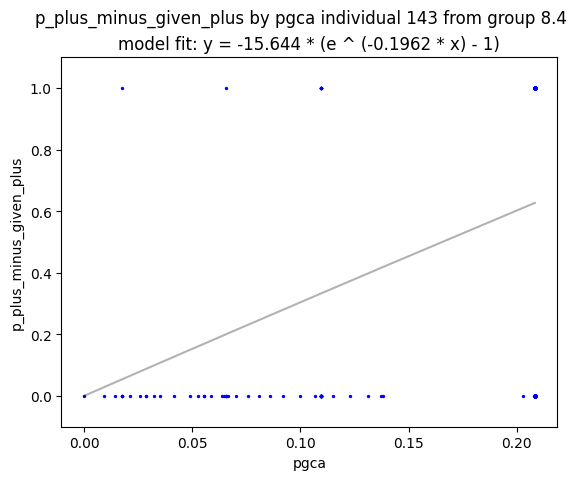 p_plus_minus_given_plus by pgca individual 143 from group 8.4
model fit: y = -15.644 * (e ^ (-0.1962 * x) - 1)
1.0
0.8
0.6
0.4
0.2
0.0
p_plus_minus_given_plus
0.00 0.05 0.10 0.15 0.20
pgca